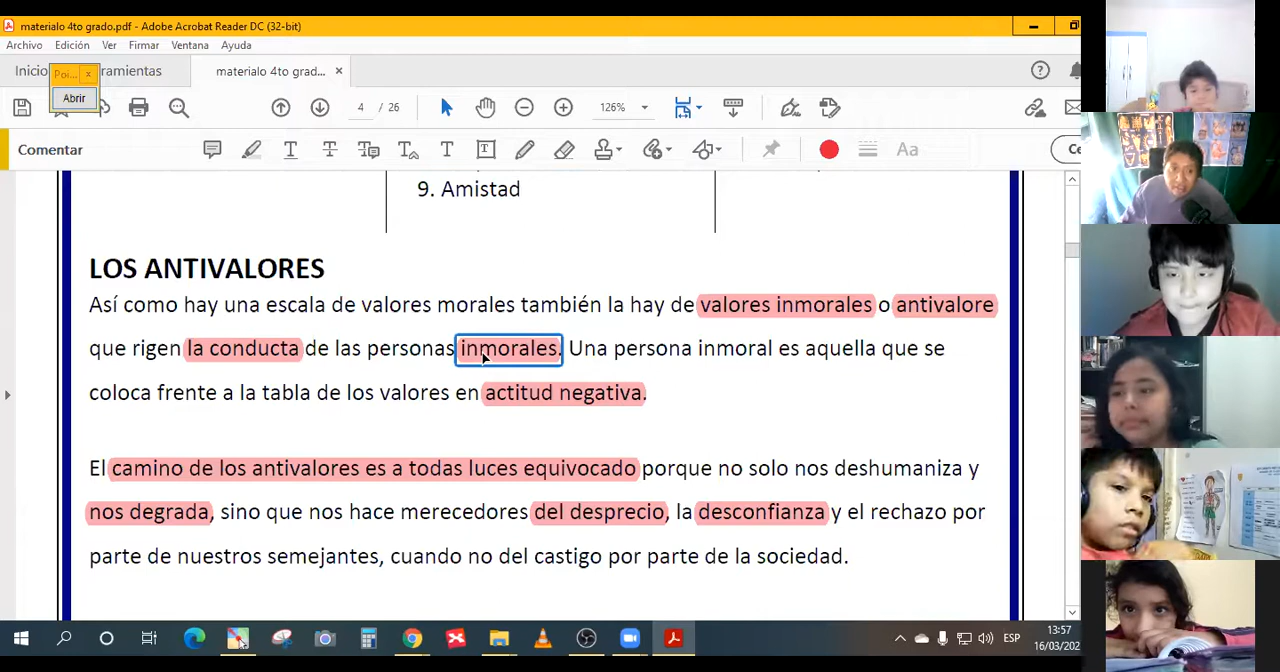 materialo 4to grado.pdf - Adobe Acrobat Reader DC (32-bit)
Archivo Edición Ver Firmar Ventana Ayuda
Inicio rramientas materialo 4to grad... ×
Poi... x
Abrir
4 / 26 126%
Comentar Aa Ce
9. Amistad
LOS ANTIVALORES
Así como hay una escala de valores morales también la hay de valores inmorales o antivalore
que rigen la conducta de las personas inmorales. Una persona inmoral es aquella que se
coloca frente a la tabla de los valores en actitud negativa.
El camino de los antivalores es a todas luces equivocado porque no solo nos deshumaniza y
nos degrada, sino que nos hace merecedores del desprecio, la desconfianza y el rechazo por
parte de nuestros semejantes, cuando no del castigo por parte de la sociedad.
ESP
13:57
16/03/202